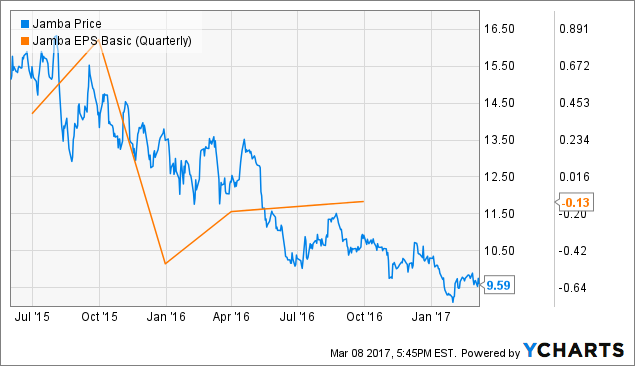 Jamba Price
Jamba EPS Basic (Quarterly)
16.50
15.50
14.50
13.50
12.50
11.50
10.50
9.59
0.891
0.672
0.453
0.234
0.016
-0.13
-0.20
-0.42
-0.64
Jul '15
Oct '15
Jan '16
Apr '16
Jul '16
Oct '16
Jan '17
Mar 08 2017, 5:45PM EST. Powered by YCHARTS